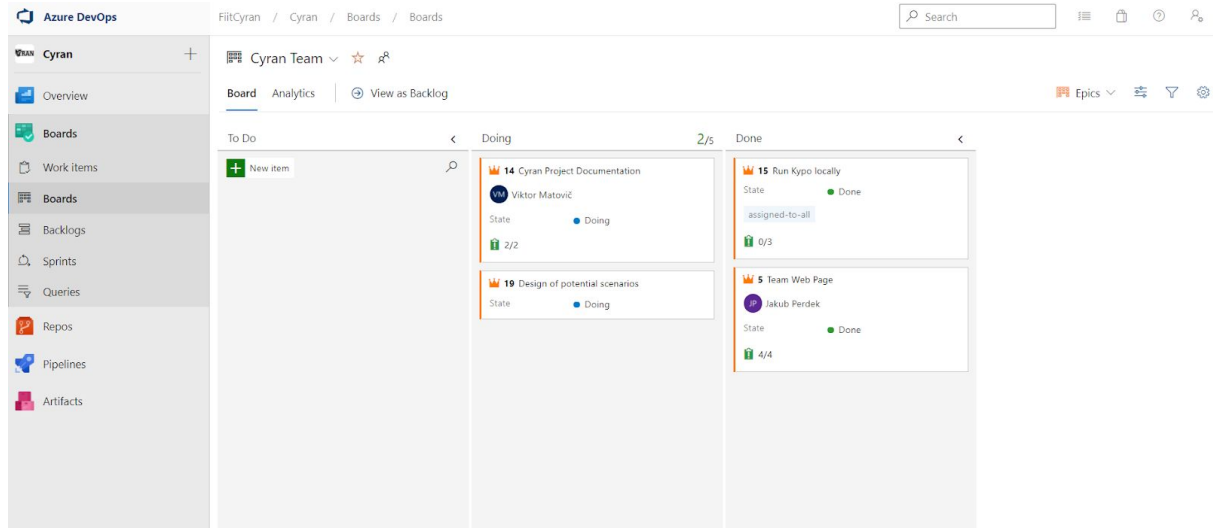 Azure DevOps
FiitCyran / Cyran / Boards / Boards
Search
Cyran
Cyran Team
Overview
Board Analytics View as Backlog
Epics
Boards
To Do
Doing 2/5
Done
Work items
New item
14 Cyran Project Documentation
VM Viktor Matovič
State Doing
2/2
15 Run Kypo locally
State Done
assigned-to-all
0/3
Boards
Backlogs
Sprints
19 Design of potential scenarios
State Doing
5 Team Web Page
JP Jakub Perdek
State Done
4/4
Queries
Repos
Pipelines
Artifacts